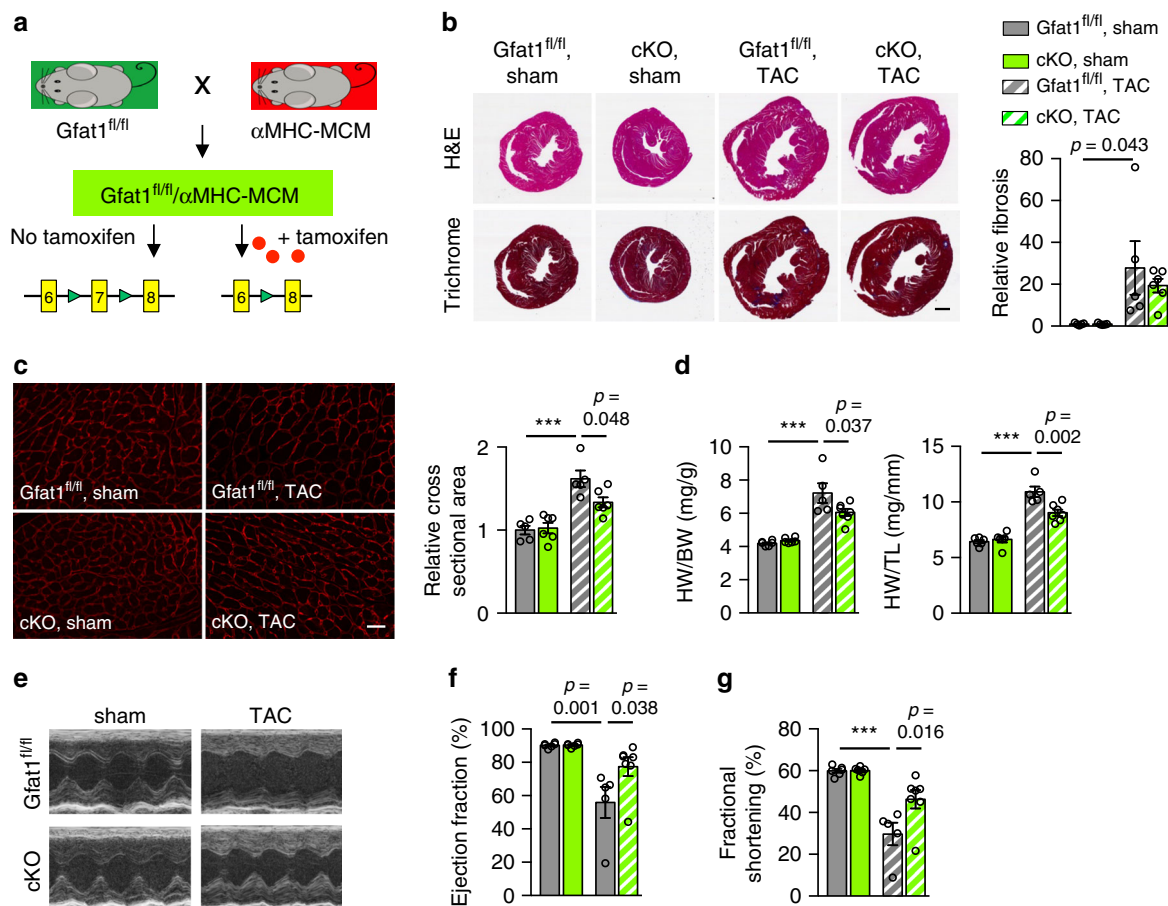 a
X
Gfat1fl/fl
αMHC-MCM
Gfat1fl/fl/αMHC-MCM
No tamoxifen
+ tamoxifen
6
7
8
6
8
b
Gfat1fl/fl,
sham
cKO,
sham
Gfat1fl/fl,
TAC
cKO,
TAC
H&E
Trichrome
Gfat1fl/fl, sham
cKO, sham
Gfat1fl/fl, TAC
cKO, TAC
p = 0.043
Relative fibrosis
80
60
40
20
0
c
Gfat1fl/fl, sham
Gfat1fl/fl, TAC
cKO, sham
cKO, TAC
Relative cross
sectional area
2
1
0
***
p =
0.048
d
HW/BW (mg/g)
10
8
6
4
2
0
***
p =
0.037
HW/TL (mg/mm)
15
10
5
0
***
p =
0.002
e
sham
TAC
Gfat1fl/fl
cKO
f
Ejection fraction (%)
100
80
60
40
20
0
p =
0.001
p =
0.038
g
Fractional
shortening (%)
80
60
40
20
0
***
p =
0.016